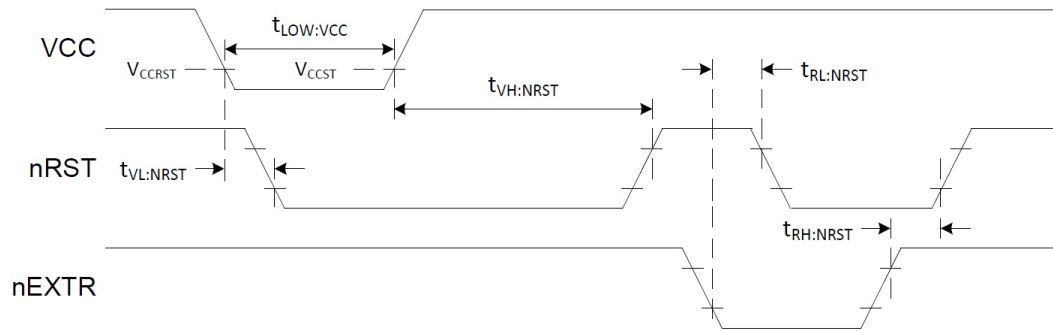 VCC
tLOW:VCC
VCCRST
VCCST
tVH:NRST
tRL:NRST
nRST
tVL:NRST
tRH:NRST
nEXTR